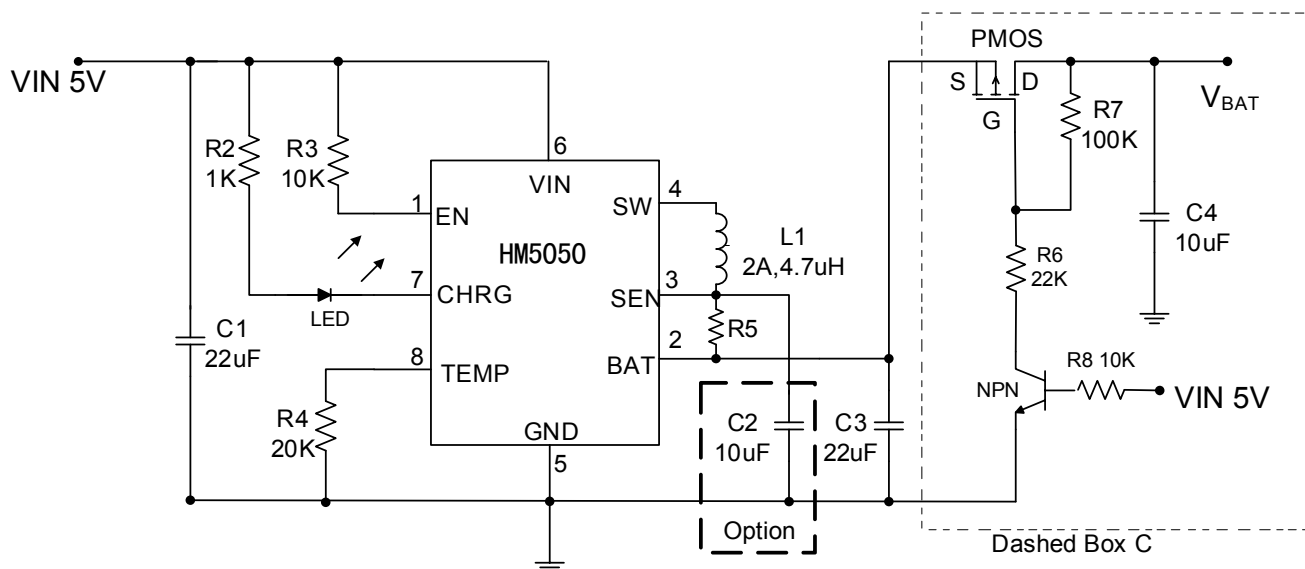 PMOS
VIN 5V
S
D
G
V_BAT
R7
100K
R2
1K
R3
10K
6
VIN
1
EN
4
SW
HM5050
L1
2A,4.7uH
C4
10uF
7
CHRG
LED
3
SEN
R5
R6
22K
C1
22uF
8
TEMP
2
BAT
R8 10K
NPN
VIN 5V
R4
20K
GND
5
C2
10uF
C3
22uF
Option
Dashed Box C